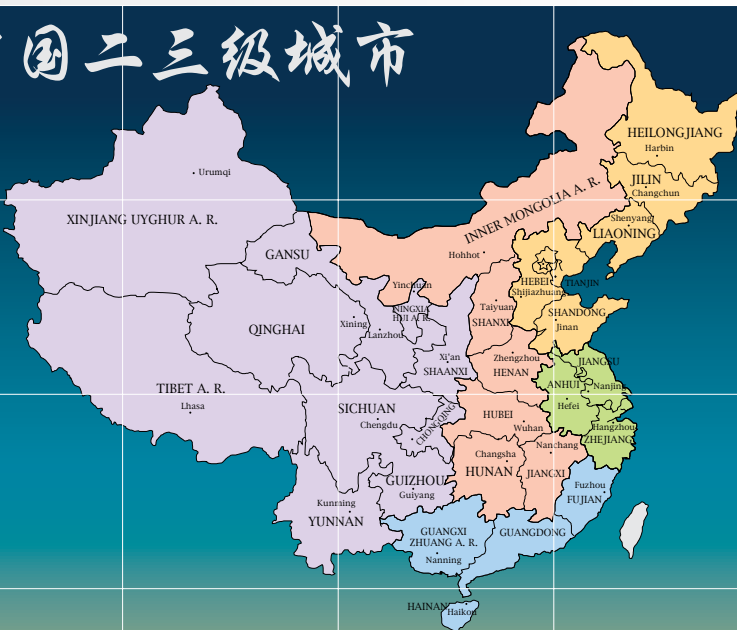 国二三级城市
HEILONGJIANG
Harbin
JILIN
Changchun
Urumqi
INNER MONGOLIA A. R.
Shenyang
LIAONING
XINJIANG UYGHUR A. R.
Hohhot
GANSU
HEBEI
TIANJIN
Shijiazhuang
Yinchuan
NINGXIA
HUI A. R.
Taiyuan
SHANXI
SHANDONG
Jinan
QINGHAI
Xining
Lanzhou
Xi'an
SHAANXI
Zhengzhou
HENAN
JIANGSU
ANHUI
Nanjing
TIBET A. R.
Lhasa
SICHUAN
Chengdu
CHONGQING
HUBEI
Wuhan
Hefei
Hangzhou
ZHEJIANG
Nanchang
Changsha
HUNAN
JIANGXI
GUIZHOU
Guiyang
Fuzhou
FUJIAN
Kunming
YUNNAN
GUANGXI
ZHUANG A. R.
Nanning
GUANGDONG
HAINAN
Haikou